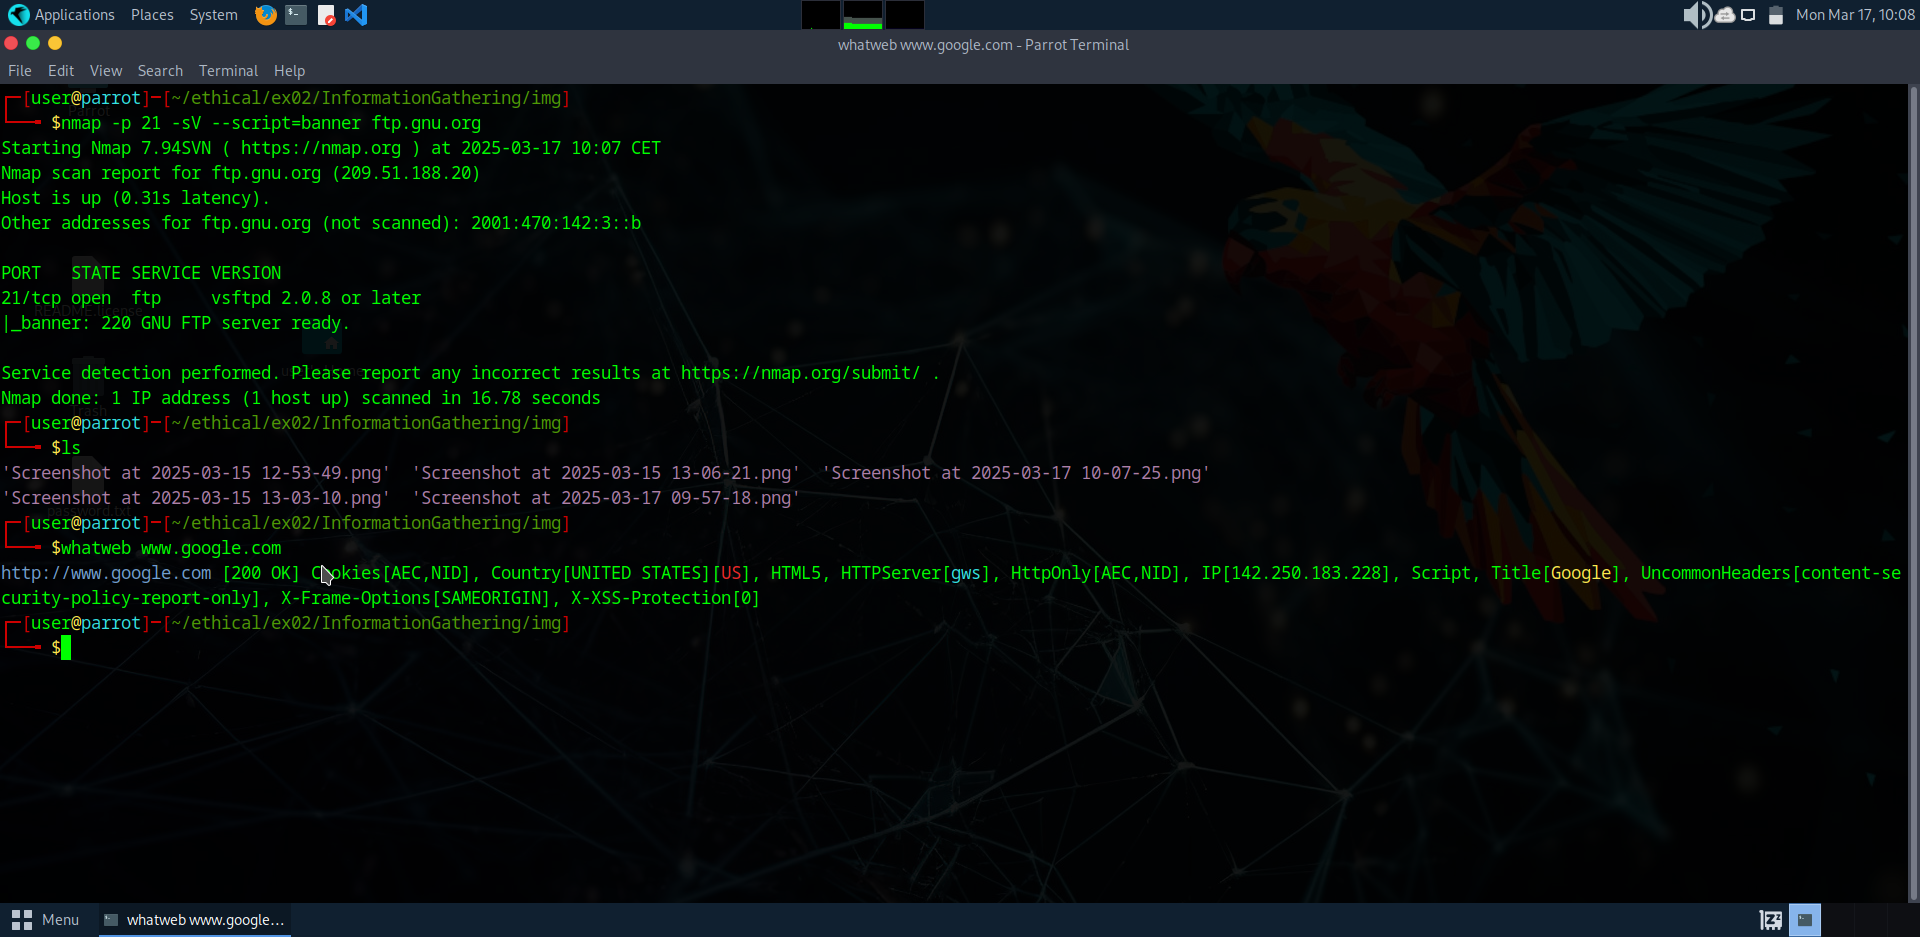 Applications Places System
Mon Mar 17, 10:08
whatweb www.google.com - Parrot Terminal
File Edit View Search Terminal Help
┌─[user@parrot]─[~/ethical/ex02/InformationGathering/img]
└──╼ $nmap -p 21 -sV --script=banner ftp.gnu.org
Starting Nmap 7.94SVN ( https://nmap.org ) at 2025-03-17 10:07 CET
Nmap scan report for ftp.gnu.org (209.51.188.20)
Host is up (0.31s latency).
Other addresses for ftp.gnu.org (not scanned): 2001:470:142:3::b
PORT   STATE SERVICE VERSION
21/tcp open  ftp     vsftpd 2.0.8 or later
README.license
|_banner: 220 GNU FTP server ready.
Service detection performed. Please report any incorrect results at https://nmap.org/submit/ .
Nmap done: 1 IP address (1 host up) scanned in 16.78 seconds
Trash
┌─[user@parrot]─[~/ethical/ex02/InformationGathering/img]
└──╼ $ls
'Screenshot at 2025-03-15 12-53-49.png'  'Screenshot at 2025-03-15 13-06-21.png'  'Screenshot at 2025-03-17 10-07-25.png'
'Screenshot at 2025-03-15 13-03-10.png'  'Screenshot at 2025-03-17 09-57-18.png'
password.txt
┌─[user@parrot]─[~/ethical/ex02/InformationGathering/img]
└──╼ $whatweb www.google.com
http://www.google.com [200 OK] Cookies[AEC,NID], Country[UNITED STATES][US], HTML5, HTTPServer[gws], HttpOnly[AEC,NID], IP[142.250.183.228], Script, Title[Google], UncommonHeaders[content-se
curity-policy-report-only], X-Frame-Options[SAMEORIGIN], X-XSS-Protection[0]
┌─[user@parrot]─[~/ethical/ex02/InformationGathering/img]
└──╼ $
Menu whatweb www.google...